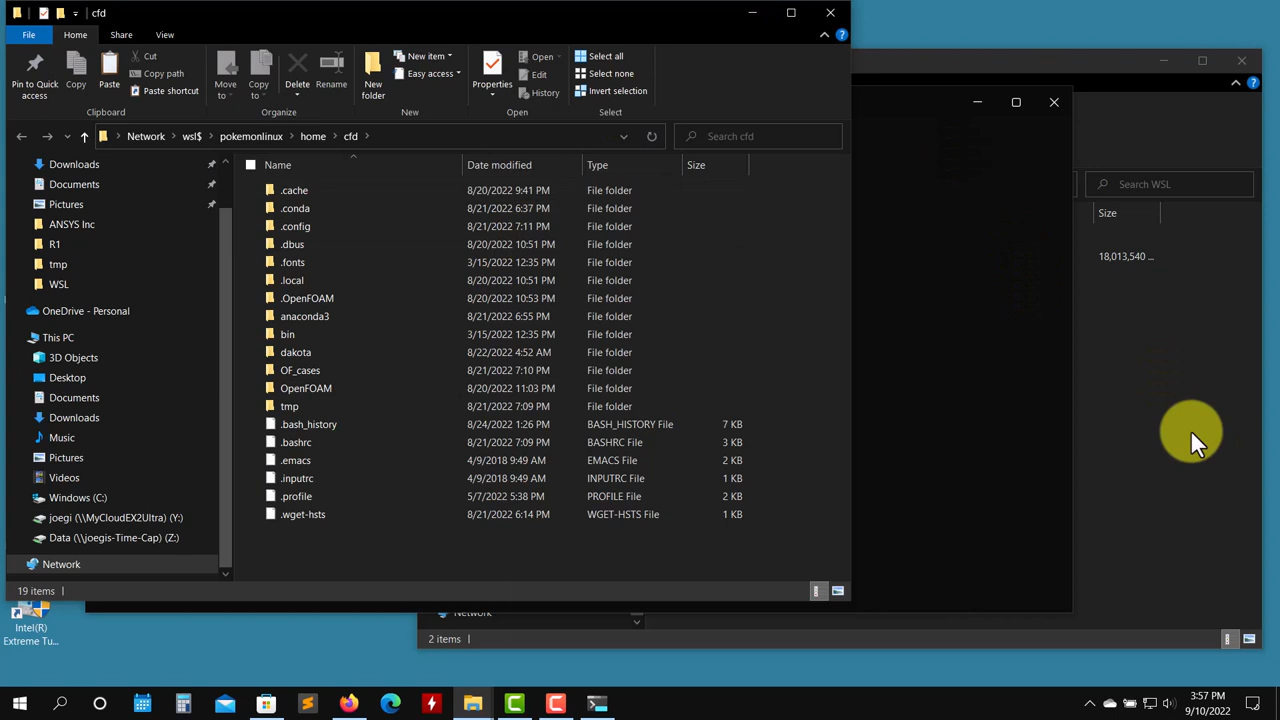 cfd
File Home Share View
Pin to Quick access
Copy
Paste
Cut
Copy path
Paste shortcut
Clipboard
Move to
Copy to
Delete
Rename
Organize
New folder
New item
Easy access
New
Properties
Open
Edit
History
Open
Select all
Select none
Invert selection
Select
Network wsl$ pokemonlinux home cfd
Search cfd
Search WSL
Downloads
Documents
Pictures
ANSYS Inc
R1
tmp
WSL
OneDrive - Personal
This PC
3D Objects
Desktop
Documents
Downloads
Music
Pictures
Videos
Windows (C:)
joegi (\\MyCloudEX2Ultra) (Y:)
Data (\\joegis-Time-Cap) (Z:)
Network
Name Date modified Type Size
.cache 8/20/2022 9:41 PM File folder
.conda 8/21/2022 6:37 PM File folder
.config 8/21/2022 7:11 PM File folder
.dbus 8/20/2022 10:51 PM File folder
.fonts 3/15/2022 12:35 PM File folder
.local 8/20/2022 10:51 PM File folder
.OpenFOAM 8/20/2022 10:53 PM File folder
anaconda3 8/21/2022 6:55 PM File folder
bin 3/15/2022 12:35 PM File folder
dakota 8/22/2022 4:52 AM File folder
OF_cases 8/21/2022 7:10 PM File folder
OpenFOAM 8/20/2022 11:03 PM File folder
tmp 8/21/2022 7:09 PM File folder
.bash_history 8/24/2022 1:26 PM BASH_HISTORY File 7 KB
.bashrc 8/21/2022 7:09 PM BASHRC File 3 KB
.emacs 4/9/2018 9:49 AM EMACS File 2 KB
.inputrc 4/9/2018 9:49 AM INPUTRC File 1 KB
.profile 5/7/2022 5:38 PM PROFILE File 2 KB
.wget-hsts 8/21/2022 6:14 PM WGET-HSTS File 1 KB
19 items
Size
18,013,540 ...
Network
2 items
Intel(R)
Extreme Tu...
3:57 PM
9/10/2022